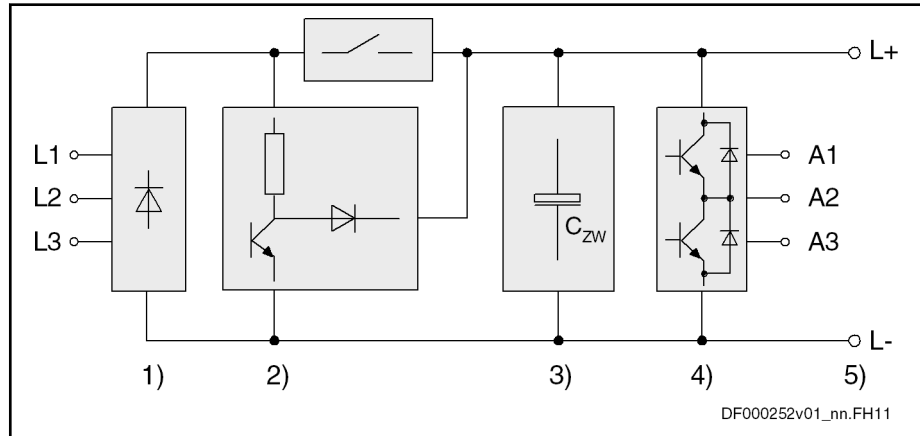 L+
L1
L2
L3
C_ZW
A1
A2
A3
L-
1)
2)
3)
4)
5)
DF000252v01_nn.FH11